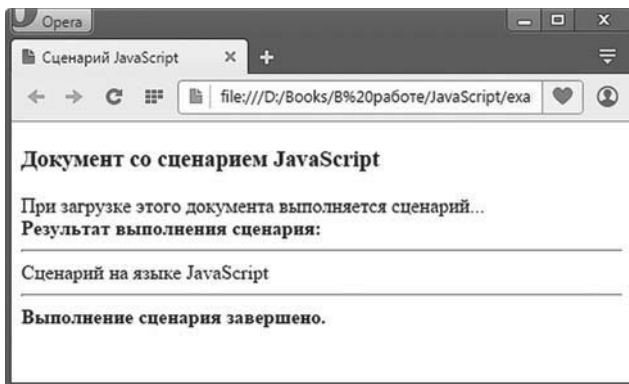 Opera
Сценарий JavaScript
file:///D:/Books/В%20работе/JavaScript/exa
Документ со сценарием JavaScript
При загрузке этого документа выполняется сценарий...
Результат выполнения сценария:
Сценарий на языке JavaScript
Выполнение сценария завершено.